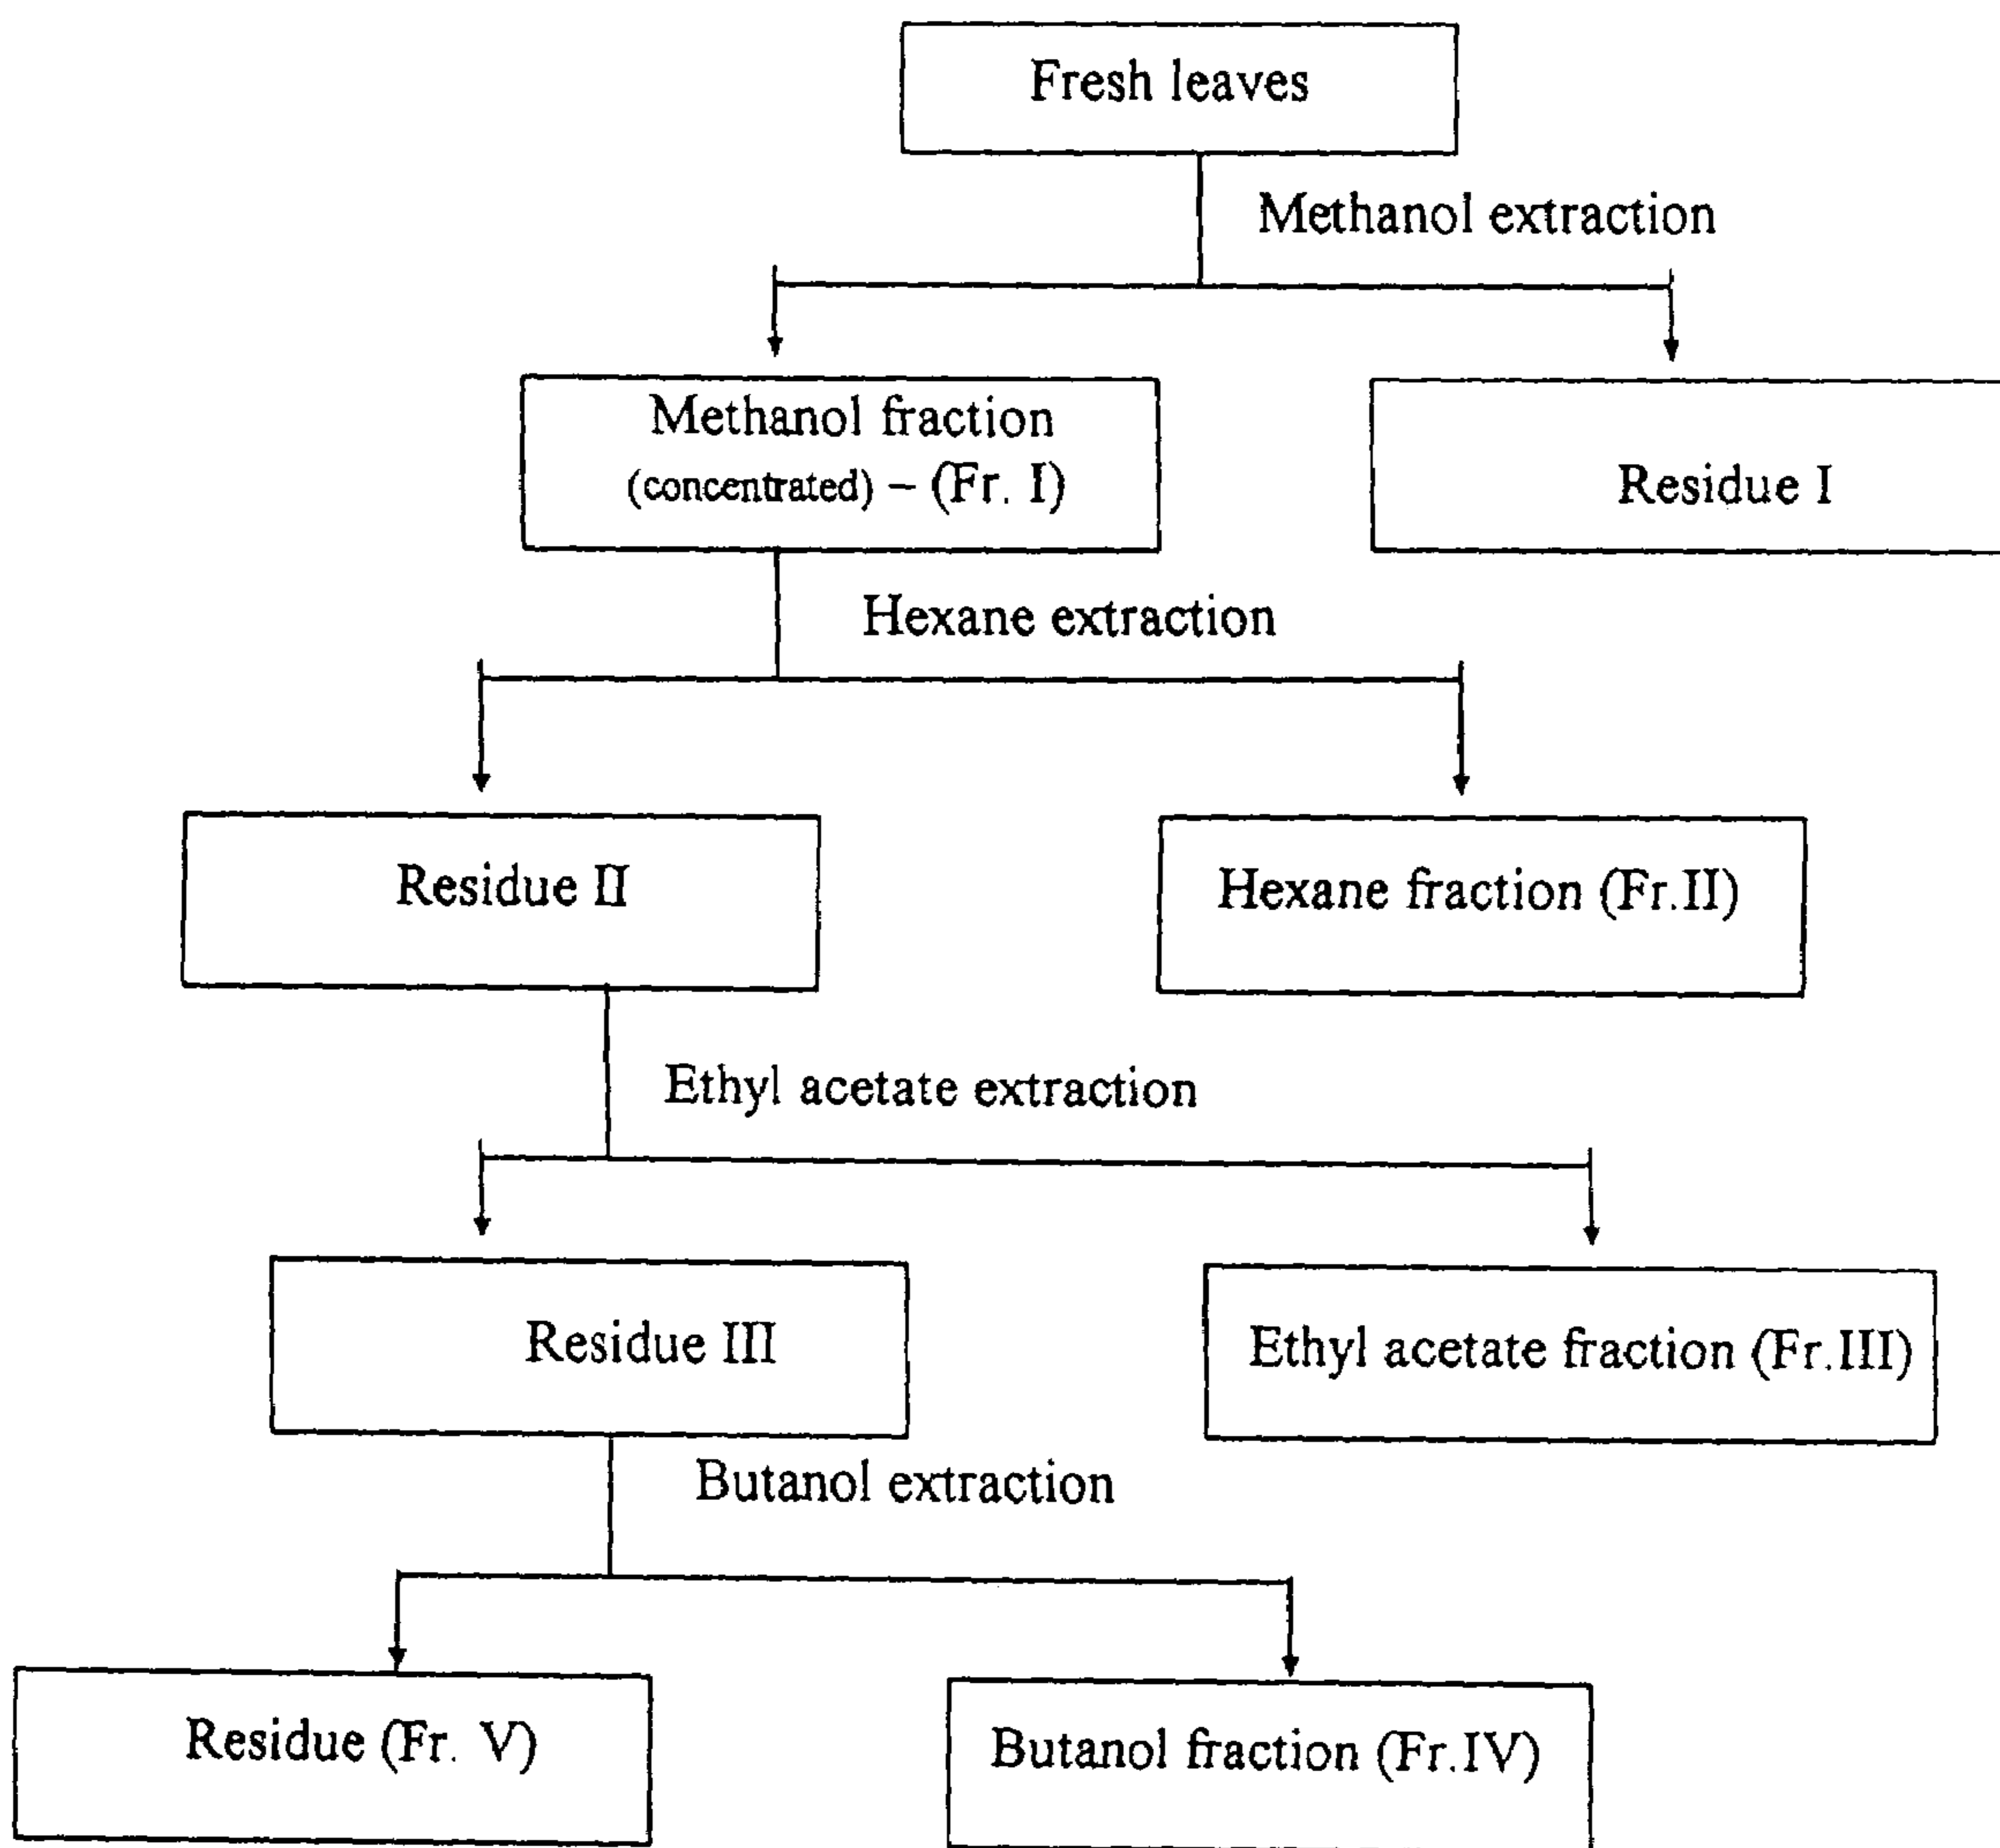 Fresh leaves
Methanol extraction
Methanol fraction
(concentrated) – (Fr. I)
Residue I
Hexane extraction
Residue II
Hexane fraction (Fr.II)
Ethyl acetate extraction
Residue III
Ethyl acetate fraction (Fr.III)
Butanol extraction
Residue (Fr. V)
Butanol fraction (Fr.IV)